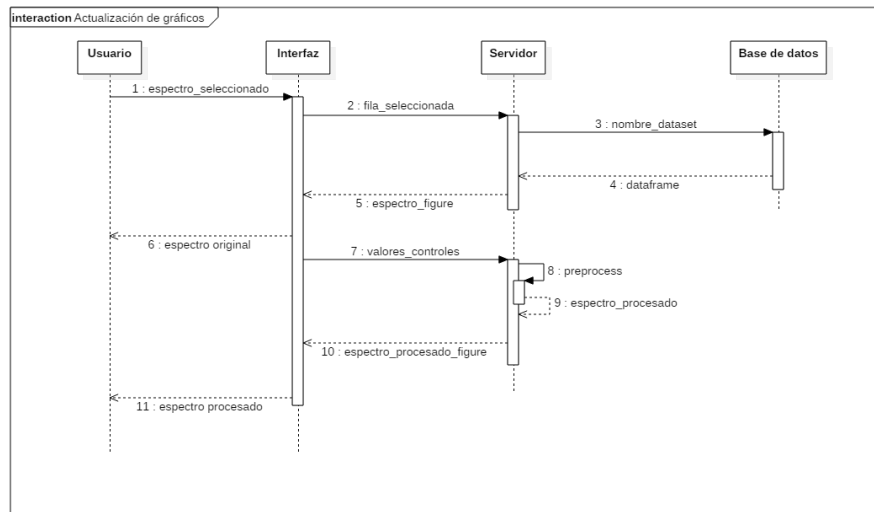 interaction Actualización de gráficos
Usuario
Interfaz
Servidor
Base de datos
1 : espectro_seleccionado
2 : fila_seleccionada
3 : nombre_dataset
4 : dataframe
5 : espectro_figure
6 : espectro original
7 : valores_controles
8 : preprocess
9 : espectro_procesado
10 : espectro_procesado_figure
11 : espectro procesado